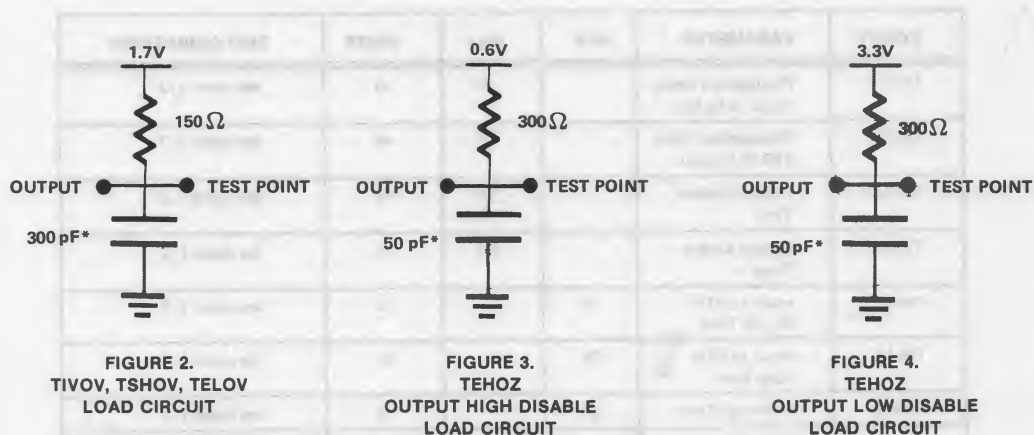 1.7V
150Ω
OUTPUT
TEST POINT
300 pF*
FIGURE 2.
TIVOV, TSHOV, TELOV
LOAD CIRCUIT
0.6V
300Ω
OUTPUT
TEST POINT
50 pF*
FIGURE 3.
TEHOZ
OUTPUT HIGH DISABLE
LOAD CIRCUIT
3.3V
300Ω
OUTPUT
TEST POINT
50 pF*
FIGURE 4.
TEHOZ
OUTPUT LOW DISABLE
LOAD CIRCUIT